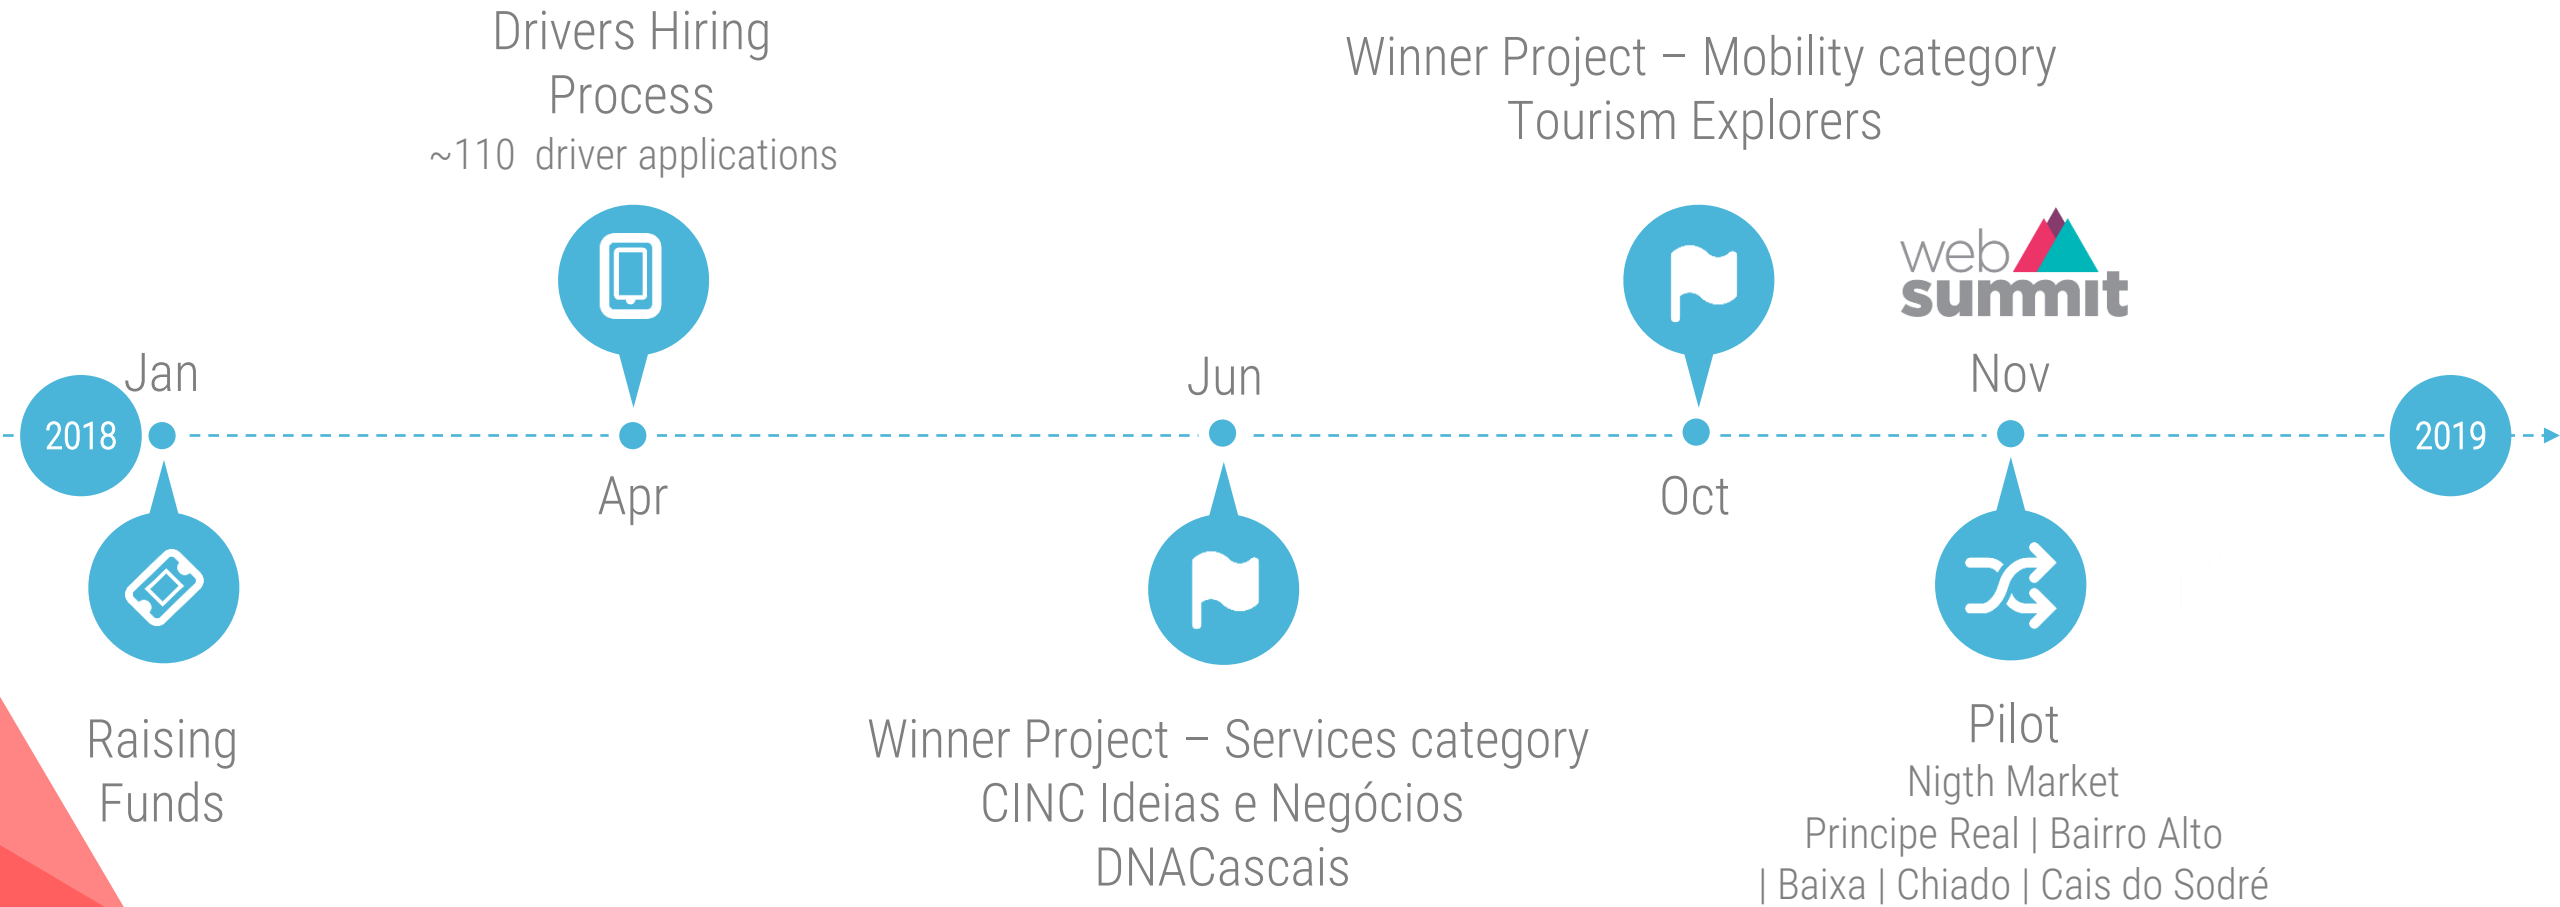 Drivers Hiring
Process
~110 driver applications
Winner Project – Mobility category
Tourism Explorers
web
summit
Jan
Jun
Nov
2018
2019
Apr
Oct
Raising
Funds
Winner Project – Services category
CINC Ideias e Negócios
DNACascais
Pilot
Nigth Market
Principe Real | Bairro Alto
| Baixa | Chiado | Cais do Sodré